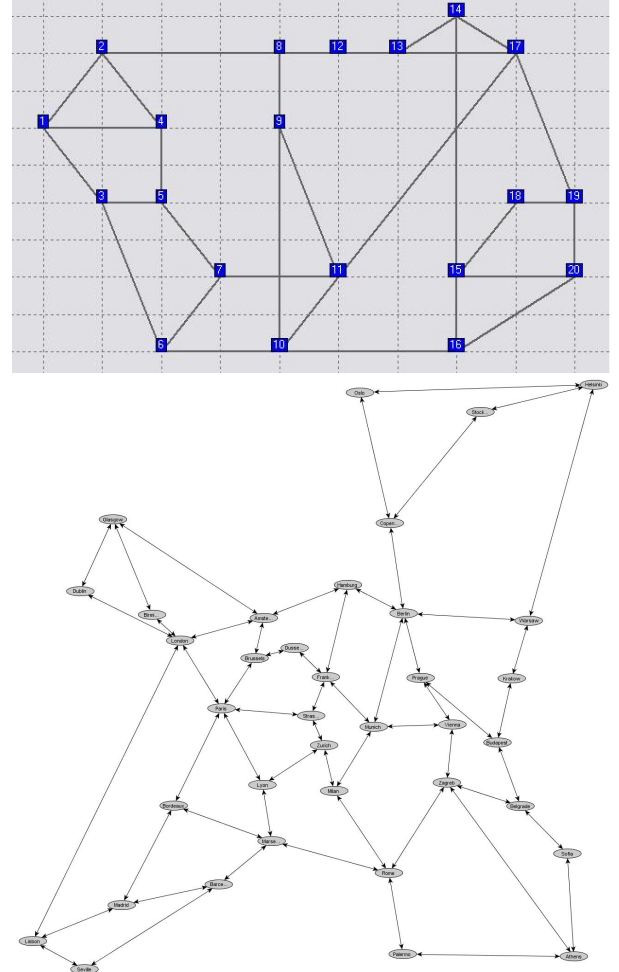 14
2 8 12 13 17
1 4 9
3 5 18 19
7 11 15 20
6 10 16
Helsinki
Oslo
Stock...
Copen...
Glasgow
Hamburg
Dublin
Birmi...
Amste...
Berlin
Warsaw
London
Dusse...
Brussels
Frank...
Prague
Krakow
Paris
Stras...
Munich
Vienna
Zurich
Budapest
Lyon
Milan
Zagreb
Bordeaux
Belgrade
Marse...
Sofia
Rome
Barce...
Madrid
Lisbon
Palermo
Athens
Seville